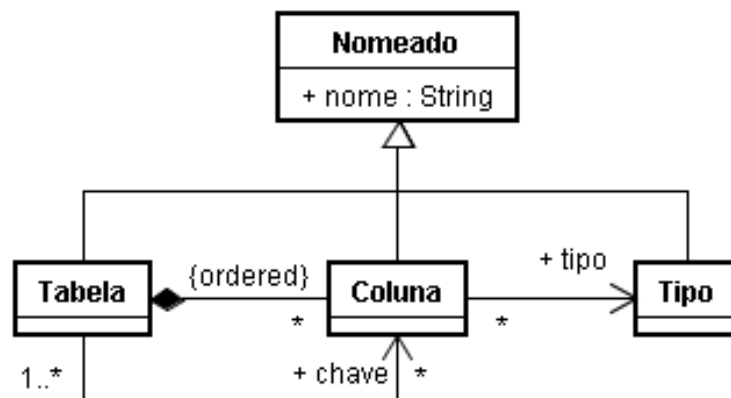 Nomeado
+ nome : String
{ordered}
+ tipo
Tabela
Coluna
Tipo
*
*
1..*
+ chave
*